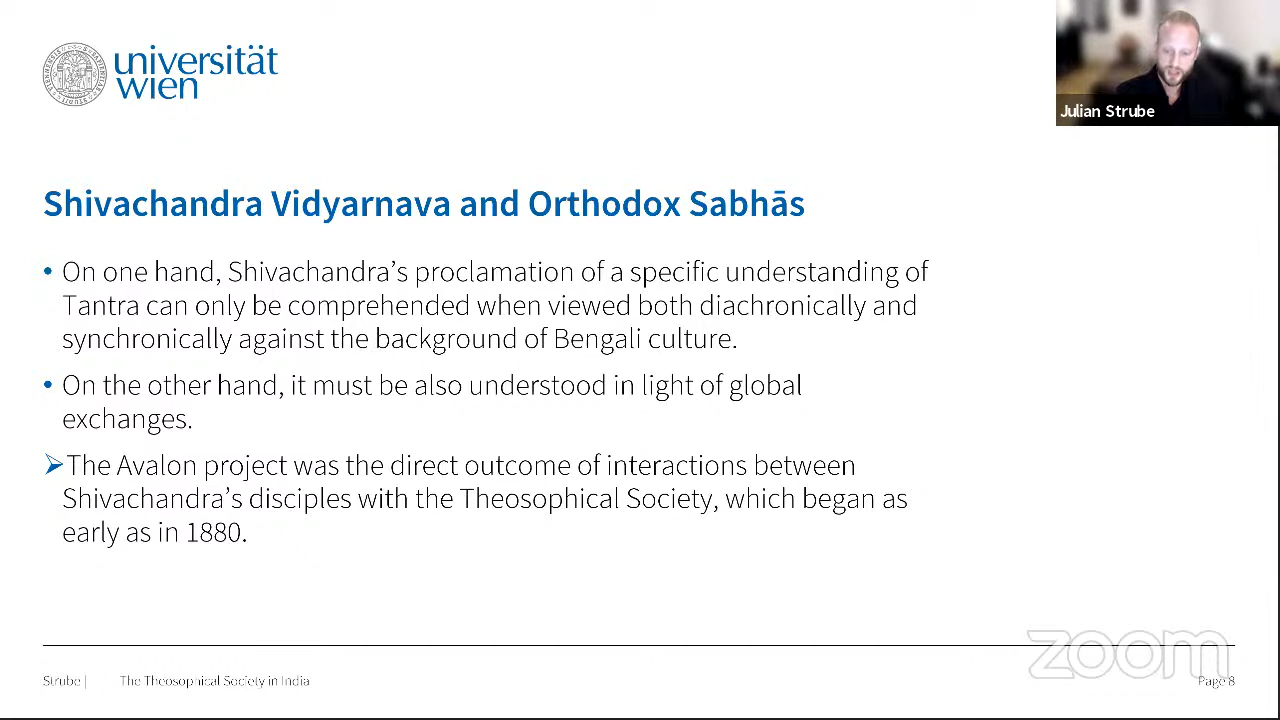 universität
wien
Julian Strube
Shivachandra Vidyarnava and Orthodox Sabhās
• On one hand, Shivachandra’s proclamation of a specific understanding of
Tantra can only be comprehended when viewed both diachronically and
synchronically against the background of Bengali culture.
• On the other hand, it must be also understood in light of global
exchanges.
➢The Avalon project was the direct outcome of interactions between
Shivachandra’s disciples with the Theosophical Society, which began as
early as in 1880.
zoom
Strube | The Theosophical Society in India Page 8